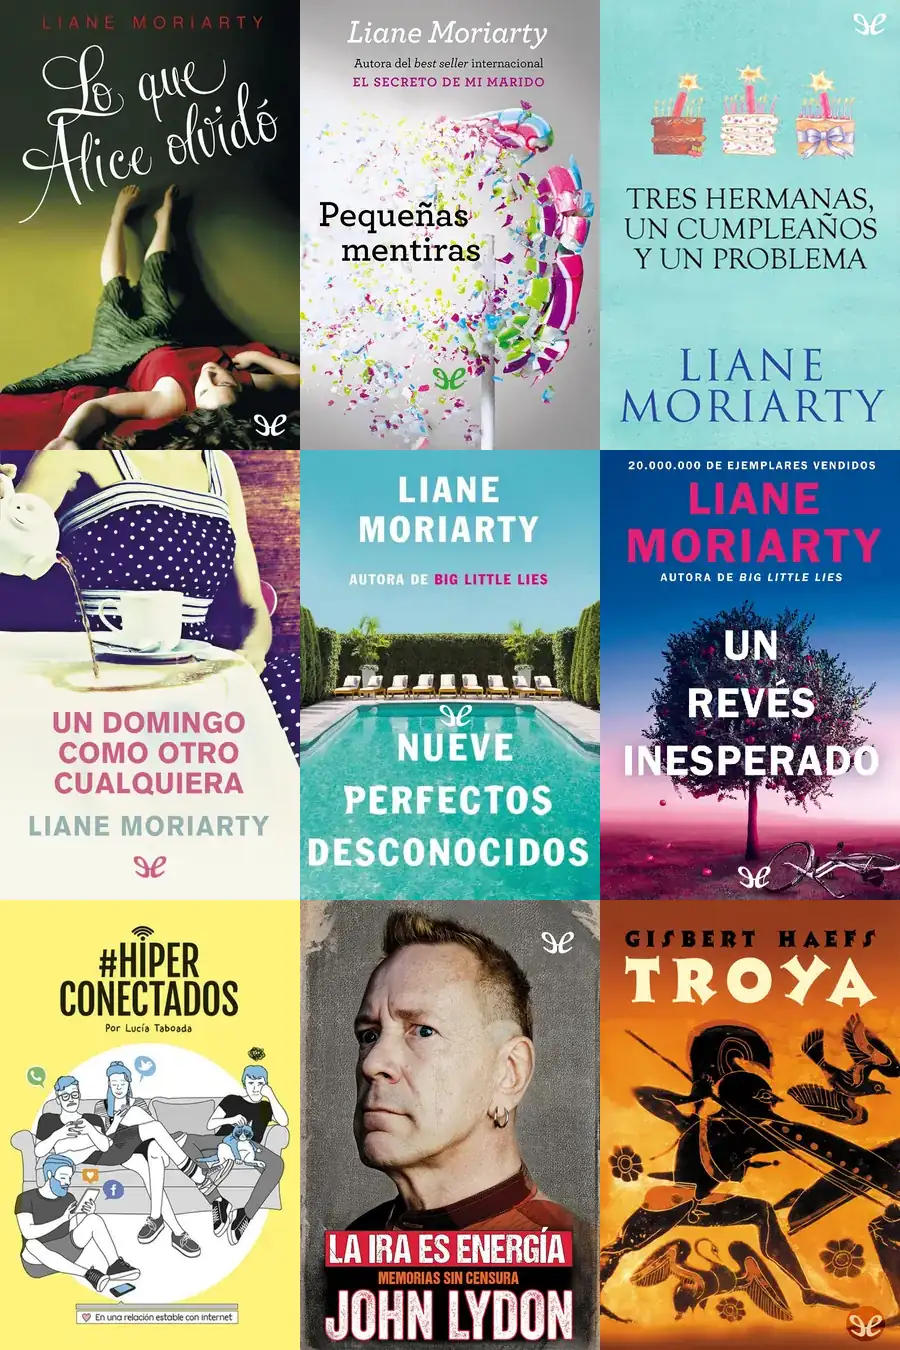 LIANE MORIARTY
Lo que
Alice olvidó
Liane Moriarty
Autora del best seller internacional
EL SECRETO DE MI MARIDO
Pequeñas
mentiras
TRES HERMANAS,
UN CUMPLEAÑOS
Y UN PROBLEMA
LIANE
MORIARTY
UN DOMINGO
COMO OTRO
CUALQUIERA
LIANE MORIARTY
LIANE
MORIARTY
AUTORA DE BIG LITTLE LIES
NUEVE
PERFECTOS
DESCONOCIDOS
20.000.000 DE EJEMPLARES VENDIDOS
LIANE
MORIARTY
AUTORA DE BIG LITTLE LIES
UN
REVÉS
INESPERADO
#HIPER
CONECTADOS
Por Lucía Taboada
En una relación estable con internet
LA IRA ES ENERGÍA
MEMORIAS SIN CENSURA
JOHN LYDON
GISBERT HAEFS
TROYA